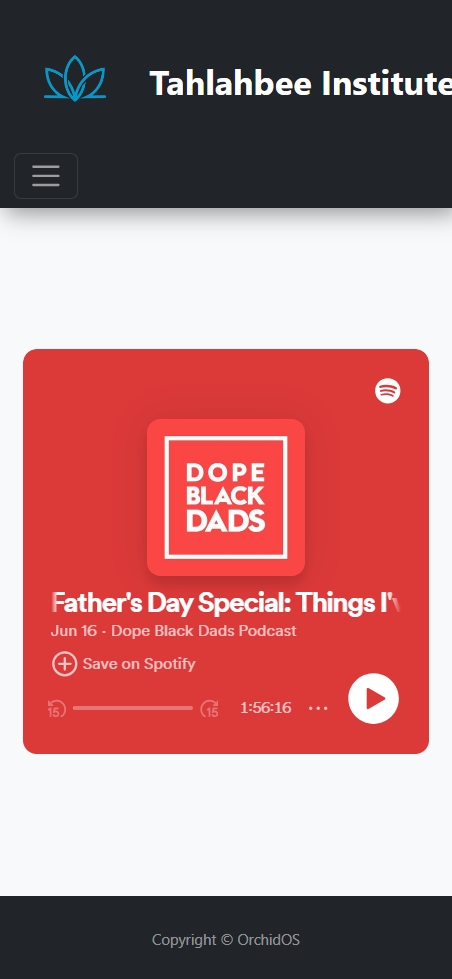 Tahlahbee Institute
DOPE
BLACK
DADS
Father's Day Special: Things I'v
Jun 16 · Dope Black Dads Podcast
Save on Spotify
15
15
1:56:16
Copyright © OrchidOS